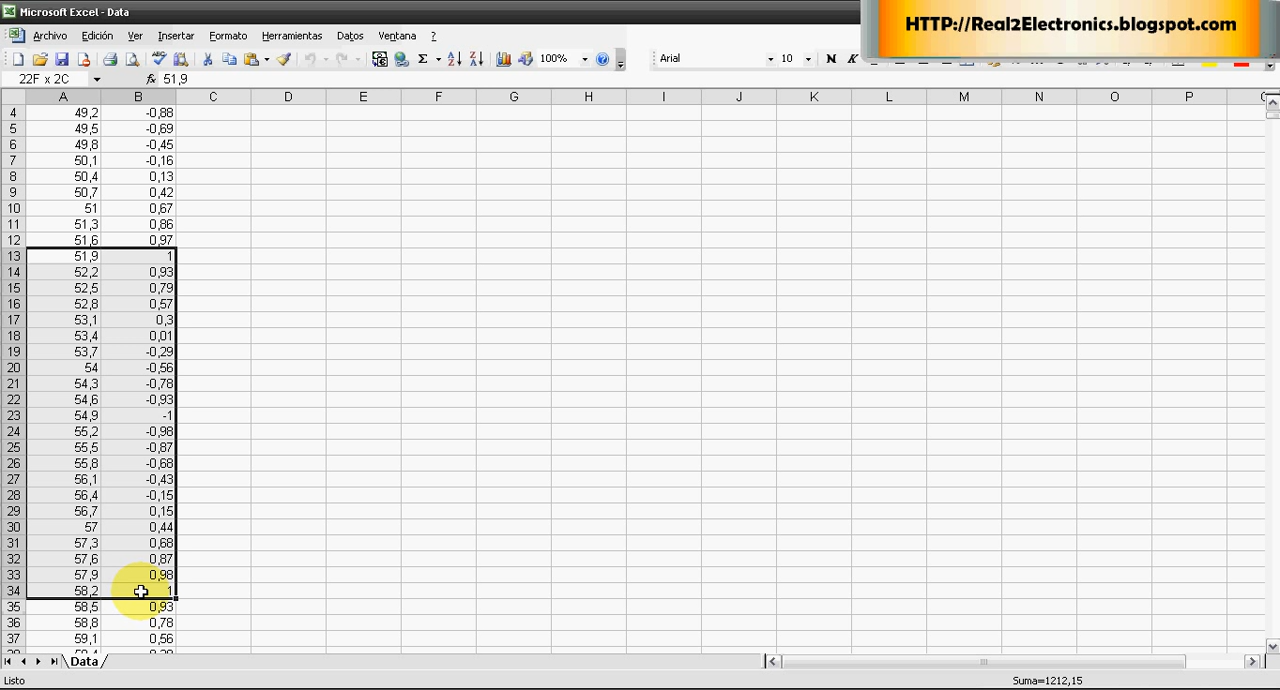 Microsoft Excel - Data
HTTP://Real2Electronics.blogspot.com
Archivo Edición Ver Insertar Formato Herramientas Datos Ventana ?
100% Arial 10 N K
22F x 2C fx 51,9
A B C D E F G H I J K L M N O P
4 49,2 -0,88
5 49,5 -0,69
6 49,8 -0,45
7 50,1 -0,16
8 50,4 0,13
9 50,7 0,42
10 51 0,67
11 51,3 0,86
12 51,6 0,97
13 51,9 1
14 52,2 0,93
15 52,5 0,79
16 52,8 0,57
17 53,1 0,3
18 53,4 0,01
19 53,7 -0,29
20 54 -0,56
21 54,3 -0,78
22 54,6 -0,93
23 54,9 -1
24 55,2 -0,98
25 55,5 -0,87
26 55,8 -0,68
27 56,1 -0,43
28 56,4 -0,15
29 56,7 0,15
30 57 0,44
31 57,3 0,68
32 57,6 0,87
33 57,9 0,98
34 58,2 1
35 58,5 0,93
36 58,8 0,78
37 59,1 0,56
Data
Listo Suma=1212,15